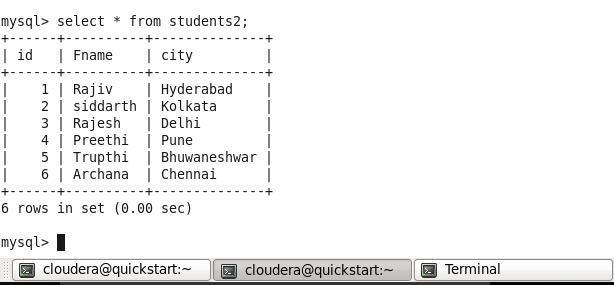 mysql> select * from students2;
+------+----------+-------------+
| id   | Fname    | city        |
+------+----------+-------------+
|    1 | Rajiv    | Hyderabad   |
|    2 | siddarth | Kolkata     |
|    3 | Rajesh   | Delhi       |
|    4 | Preethi  | Pune        |
|    5 | Trupthi  | Bhuwaneshwar |
|    6 | Archana  | Chennai     |
+------+----------+-------------+
6 rows in set (0.00 sec)
mysql>
cloudera@quickstart:~ cloudera@quickstart:~ Terminal